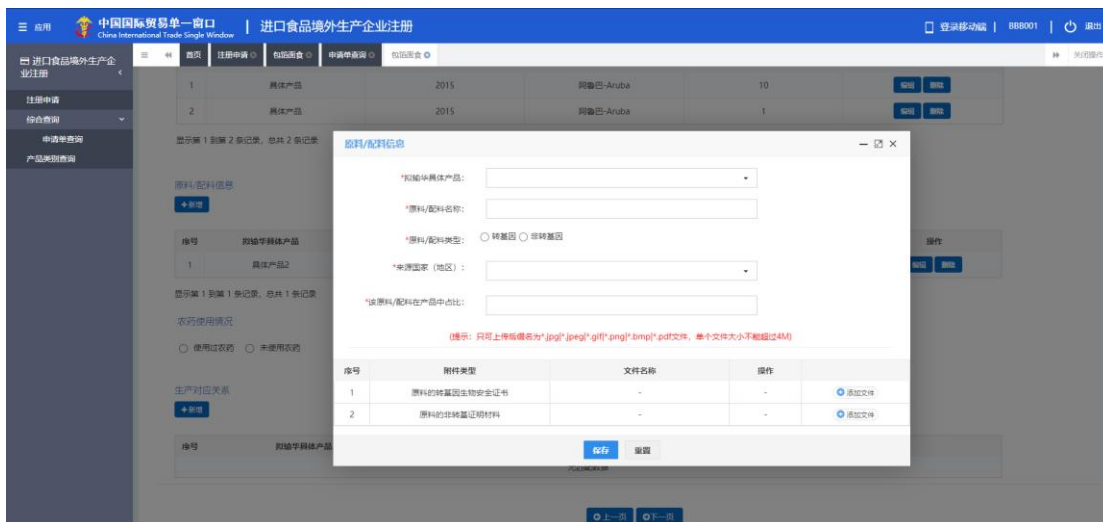 应用 中国国际贸易单一窗口 China International Trade Single Window 进口食品境外生产企业注册 登录移动端 BBB001 退出
进口食品境外生产企业注册
首页 注册申请 包馅面食 申请单查询 包馅面食 关闭操作
注册申请
综合查询
申请单查询
产品类别查询
1 具体产品 2015 阿鲁巴-Aruba 10 编辑 删除
2 具体产品 2015 阿鲁巴-Aruba 1 编辑 删除
显示第 1 到第 2 条记录，总共 2 条记录
原料/配料信息
+新增
序号 拟输华具体产品 操作
1 具体产品2 编辑 删除
显示第 1 到第 1 条记录，总共 1 条记录
农药使用情况
使用过农药 未使用农药
生产对应关系
+新增
序号 拟输华具体产品
原料/配料信息
*拟输华具体产品：
*原料/配料名称：
*原料/配料类型： 转基因 非转基因
*来源国家（地区）：
*该原料/配料在产品中占比：
(提示：只可上传后缀名为*.jpg|*.jpeg|*.gif|*.png|*.bmp|*.pdf文件，单个文件大小不能超过4M)
序号 附件类型 文件名称 操作
1 原料的转基因生物安全证书 - - 添加文件
2 原料的非转基证明材料 - - 添加文件
保存 重置
上一页 下一页